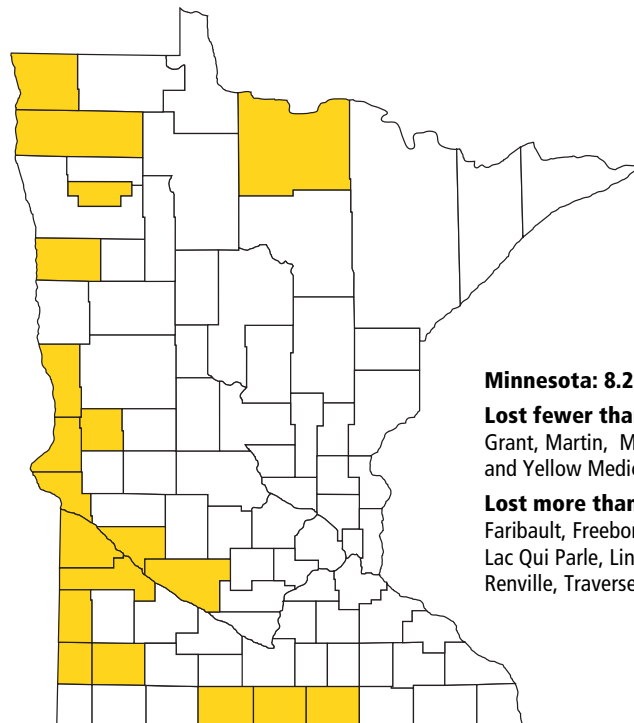 Minnesota: 8.2
Lost fewer tha
Grant, Martin, M
and Yellow Medic
Lost more than
Faribault, Freebor
Lac Qui Parle, Lin
Renville, Traverse